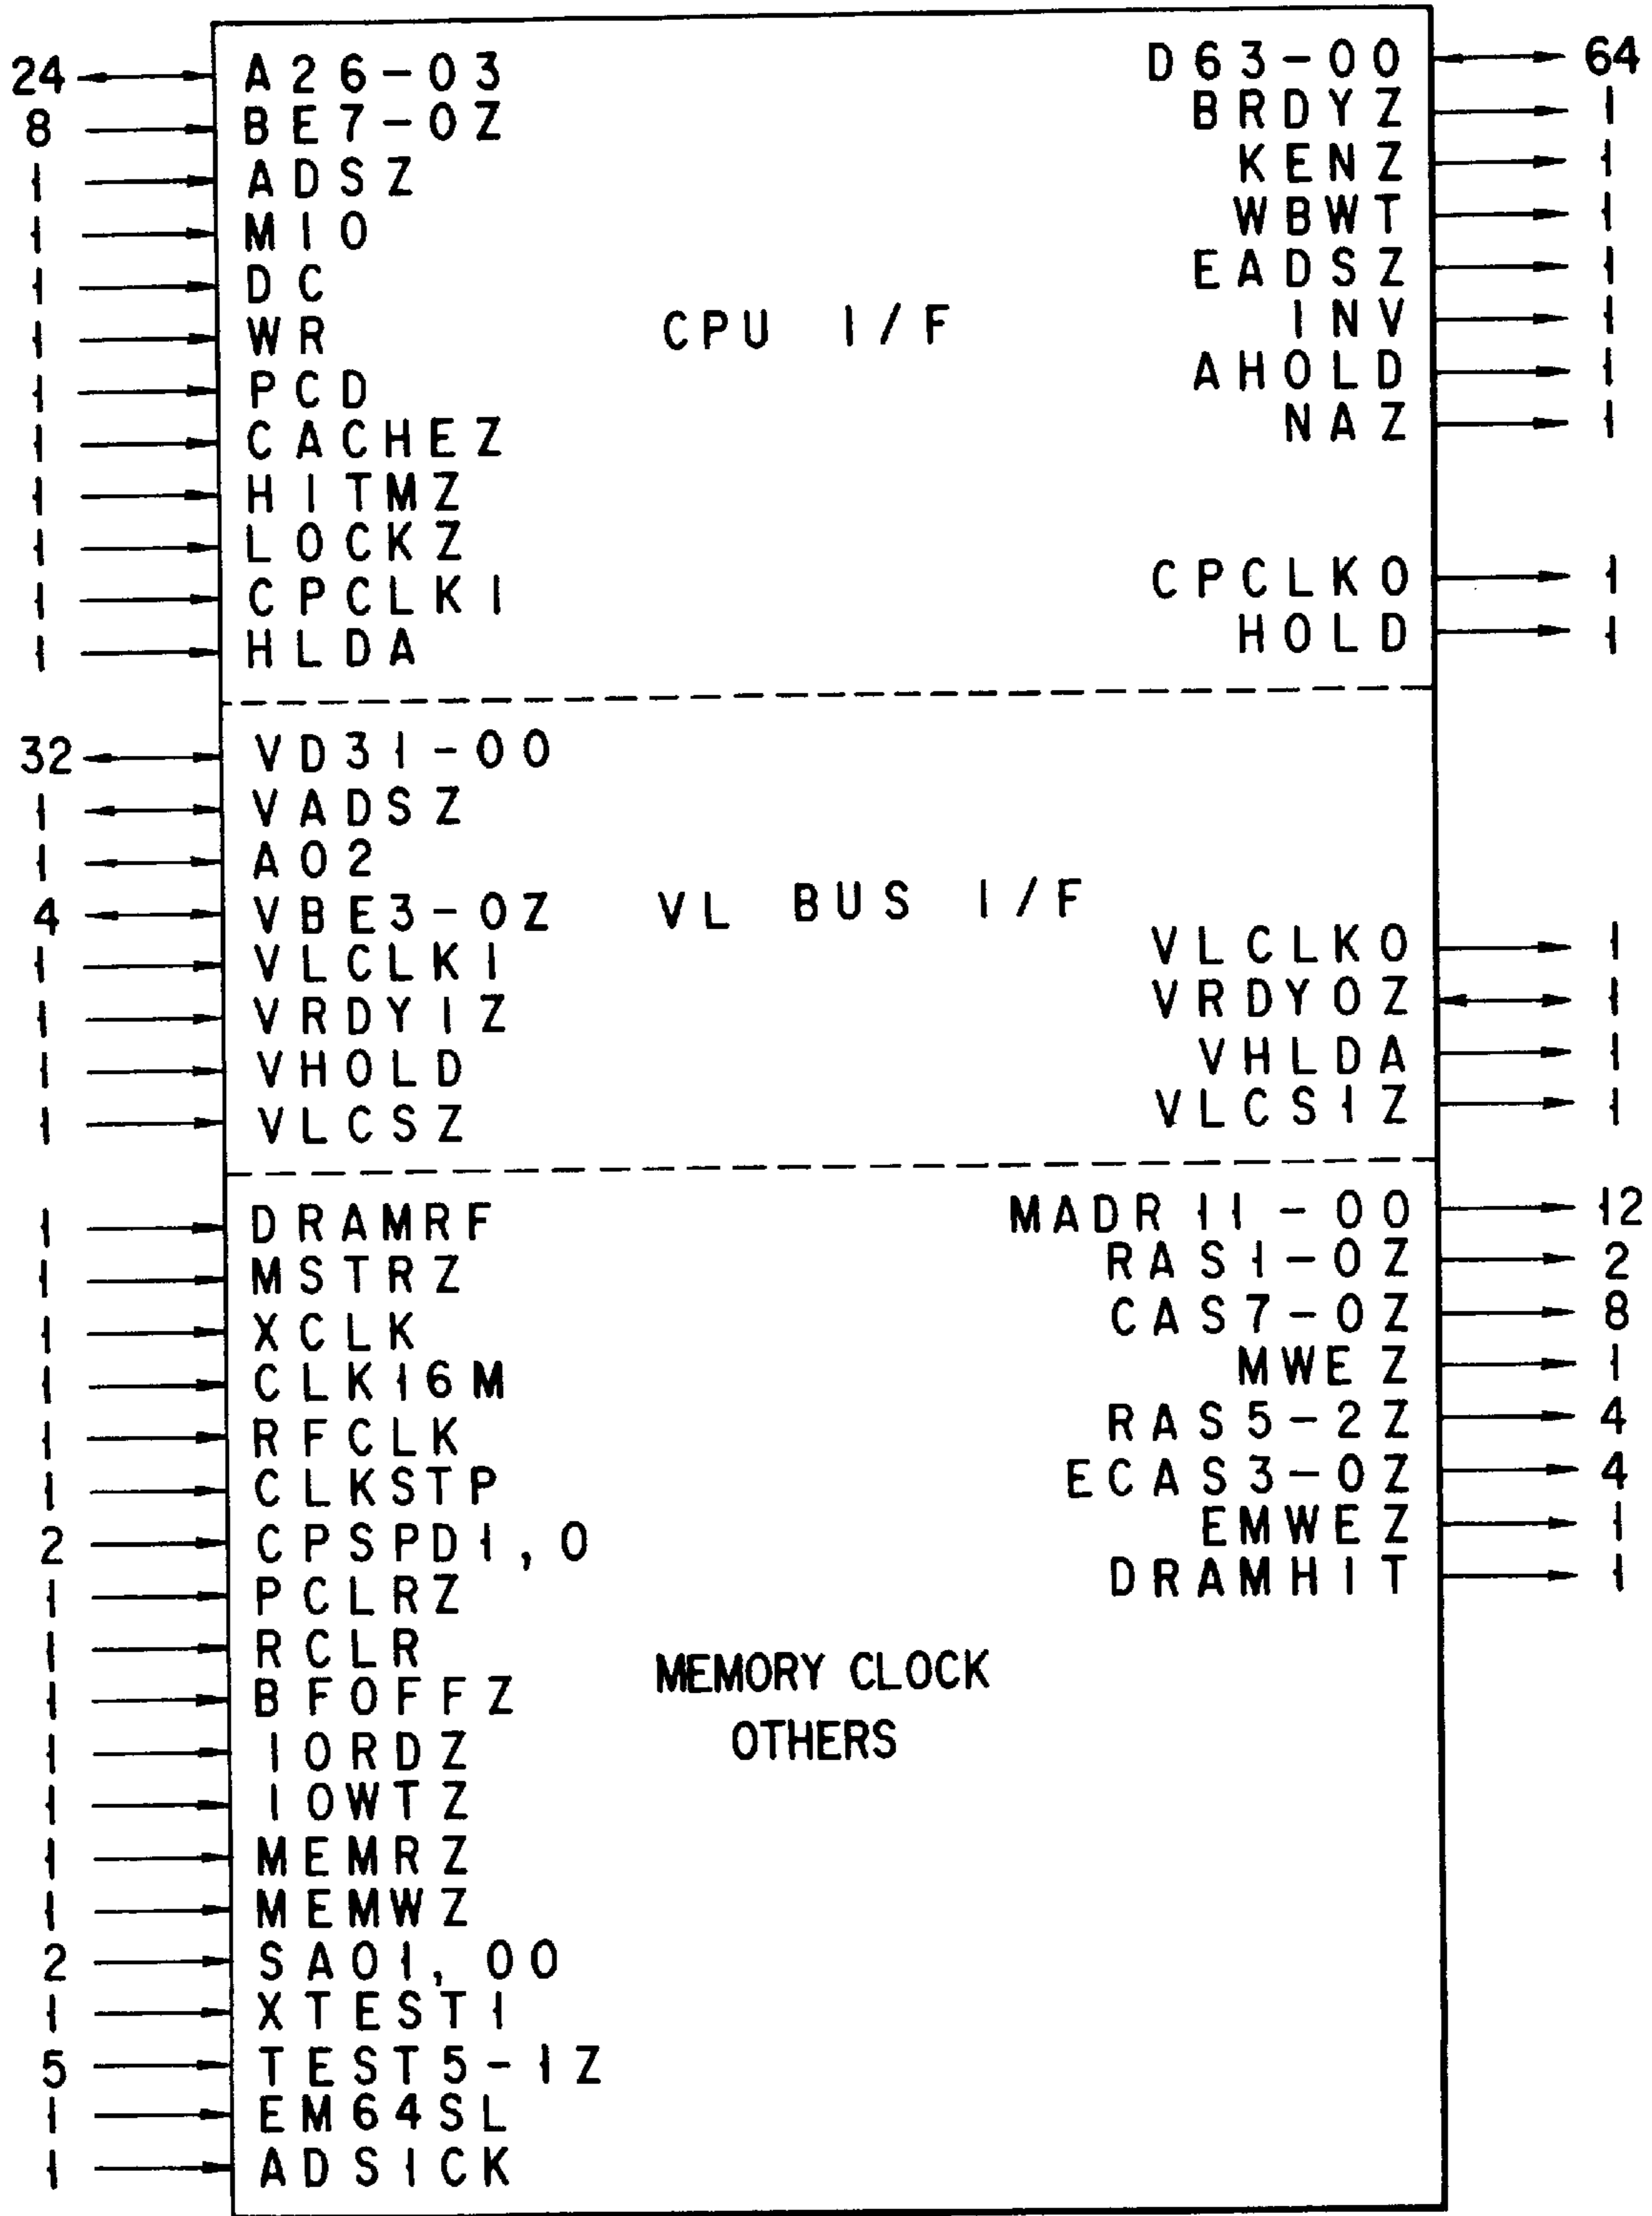 24 A26-03 D63-00 64
8 BE7-0Z BRDYZ 1
1 ADSZ KENZ 1
1 MIO WBWT 1
1 DC EADSZ 1
1 WR CPU I/F INV 1
1 PCD AHOLD 1
1 CACHEZ NAZ 1
1 HITMZ
1 LOCKZ
1 CPCLKI CPCLKO 1
1 HLDA HOLD 1
32 VD31-00
1 VADSZ
1 A02
4 VBE3-0Z VL BUS I/F
1 VLCLKI VLCLKO 1
1 VRDYIZ VRDYOZ 1
1 VHOLD VHLDA 1
1 VLCSZ VLCS1Z 1
1 DRAMRF MADR11-00 12
1 MSTRZ RAS1-0Z 2
1 XCLK CAS7-0Z 8
1 CLK16M MWEZ 1
1 RFCLK RAS5-2Z 4
1 CLKSTP ECAS3-0Z 4
2 CPSPD1,0 EMWEZ 1
1 PCLRZ DRAMHIT 1
1 RCLR MEMORY CLOCK
1 BFOFFZ
1 IORDZ OTHERS
1 IOWTZ
1 MEMRZ
1 MEMWZ
2 SA01,00
1 XTEST1
5 TEST5-1Z
1 EM64SL
1 ADSICK